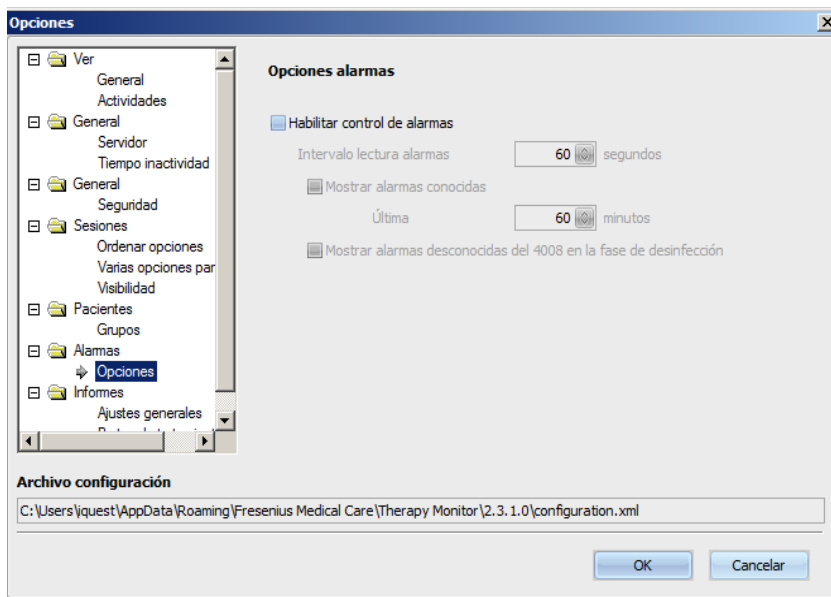 Opciones
Ver
General
Actividades
General
Servidor
Tiempo inactividad
General
Seguridad
Sesiones
Ordenar opciones
Varias opciones par
Visibilidad
Pacientes
Grupos
Alarmas
Opciones
Informes
Ajustes generales
Opciones alarmas
Habilitar control de alarmas
Intervalo lectura alarmas 60 segundos
Mostrar alarmas conocidas
Última 60 minutos
Mostrar alarmas desconocidas del 4008 en la fase de desinfección
Archivo configuración
C:\Users\iquest\AppData\Roaming\Fresenius Medical Care\Therapy Monitor\2.3.1.0\configuration.xml
OK Cancelar